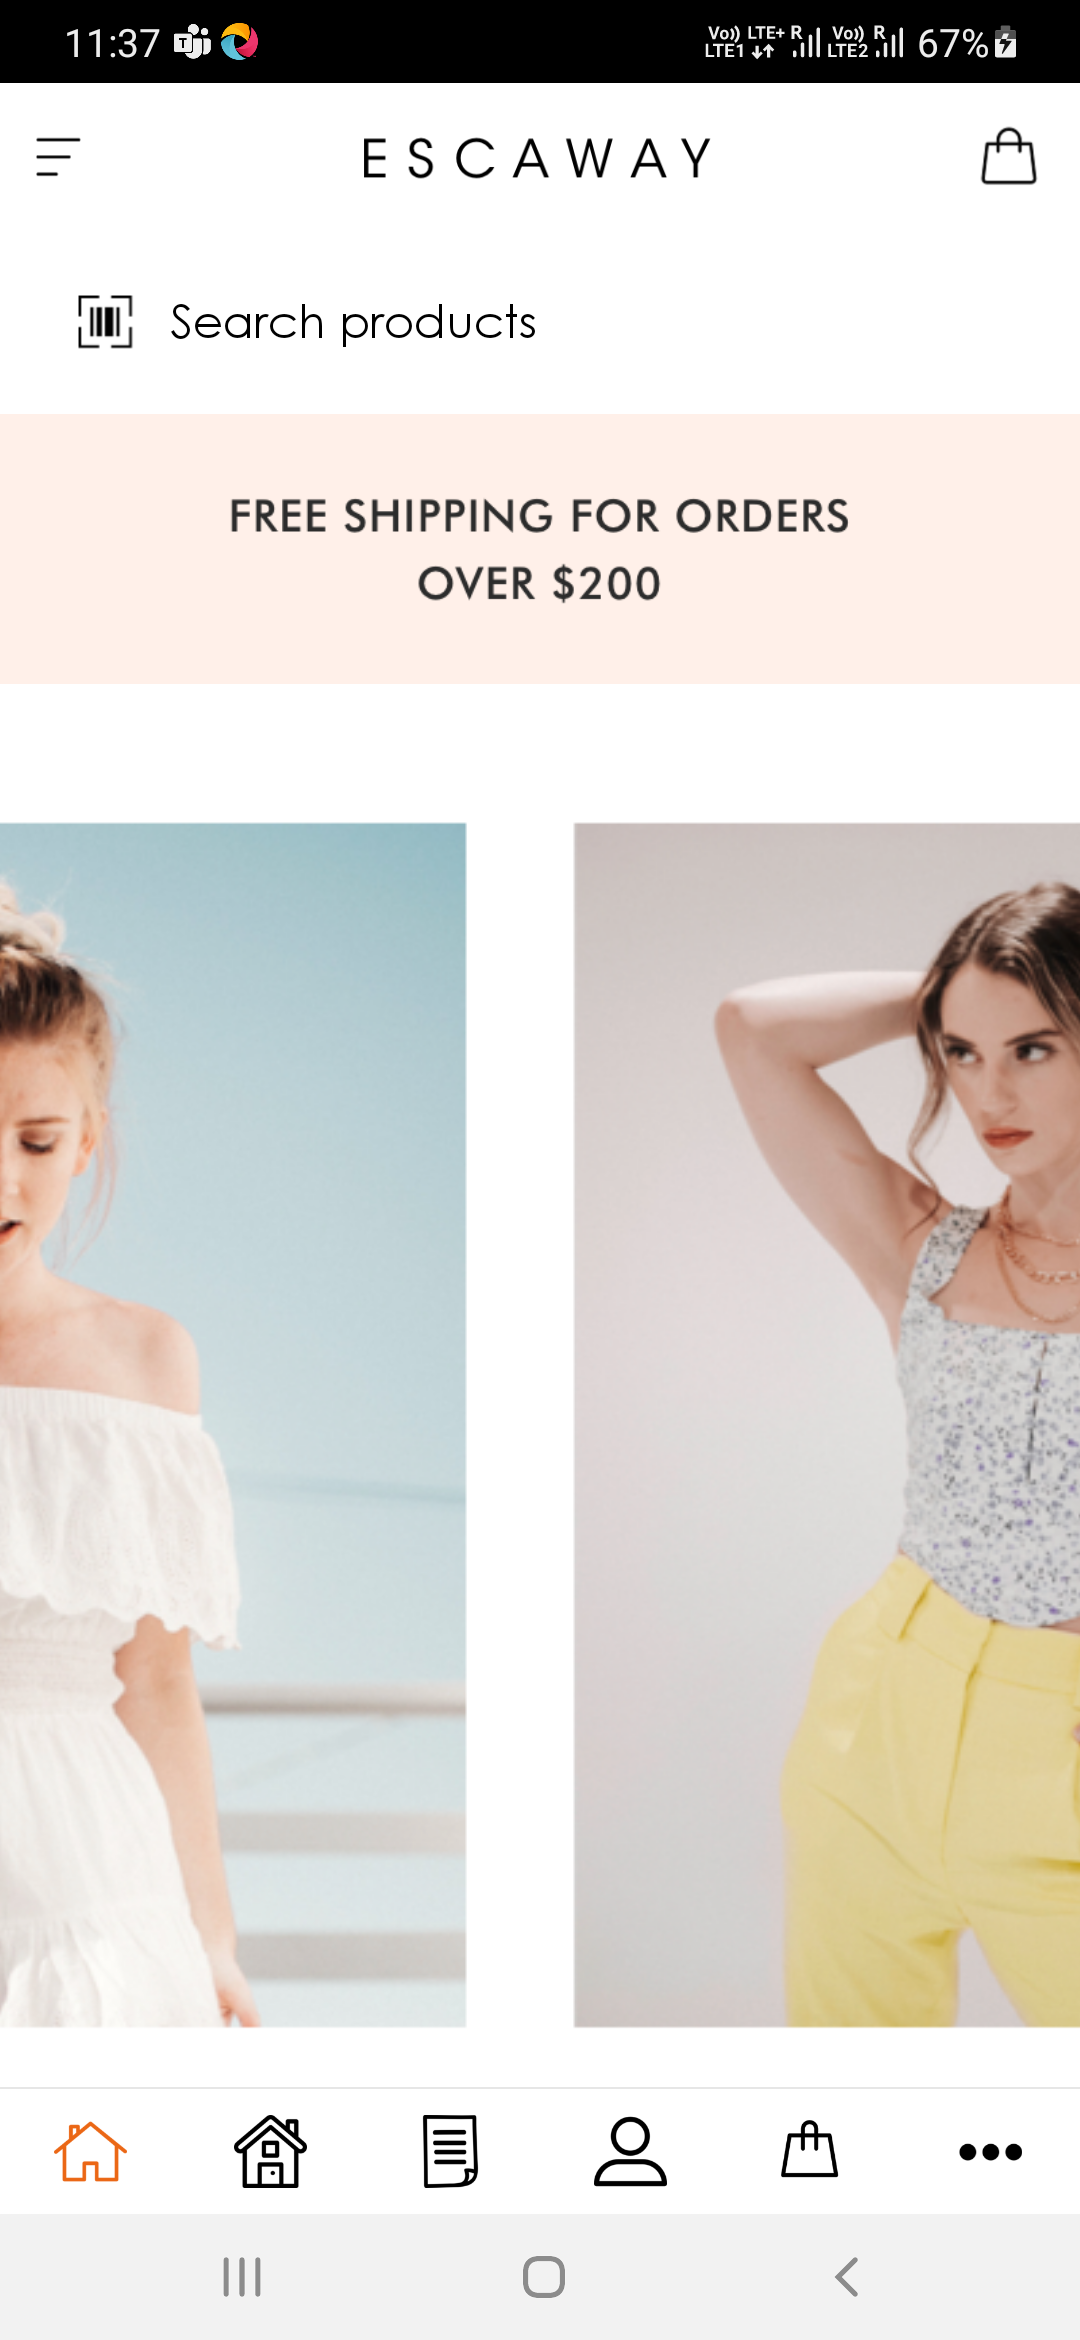 11:37
Vo)) LTE+ R Vo)) R 67%
LTE1 LTE2
ESCAWAY
Search products
FREE SHIPPING FOR ORDERS
OVER $200